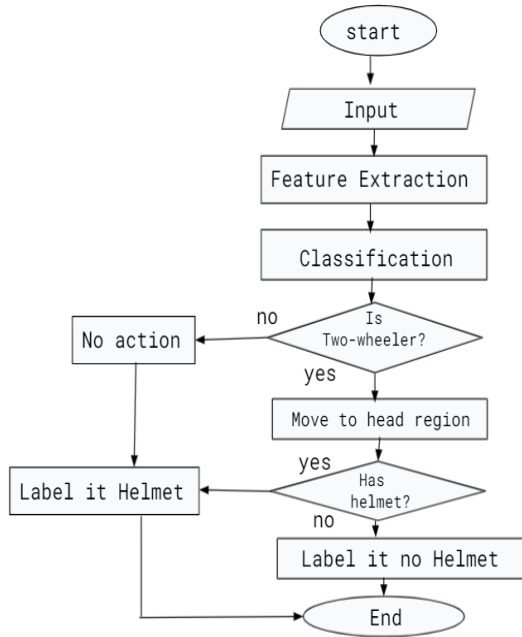 start
Input
Feature Extraction
Classification
no
Is
Two-wheeler?
No action
yes
Move to head region
yes
Has
helmet?
Label it Helmet
no
Label it no Helmet
End